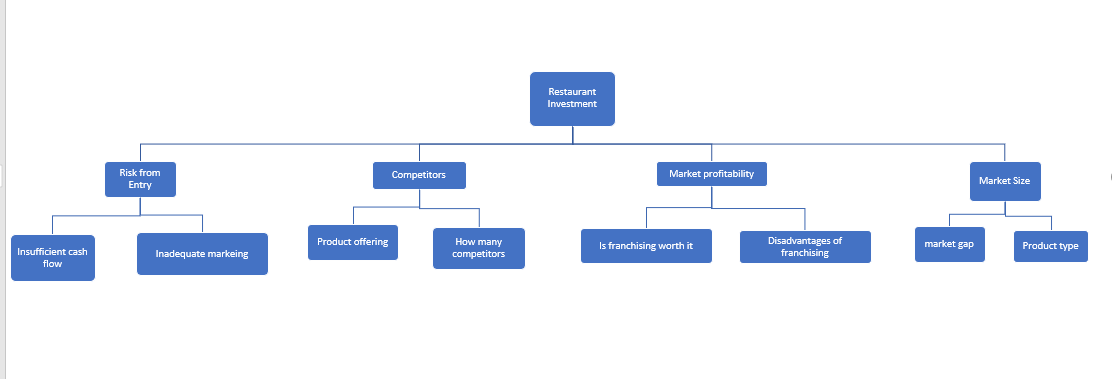 Restaurant
Investment
Risk from
Entry
Competitors
Market profitability
Market Size
Insufficient cash
flow
Inadequate markeing
Product offering
How many
competitors
Is franchising worth it
Disadvantages of
franchising
market gap
Product type